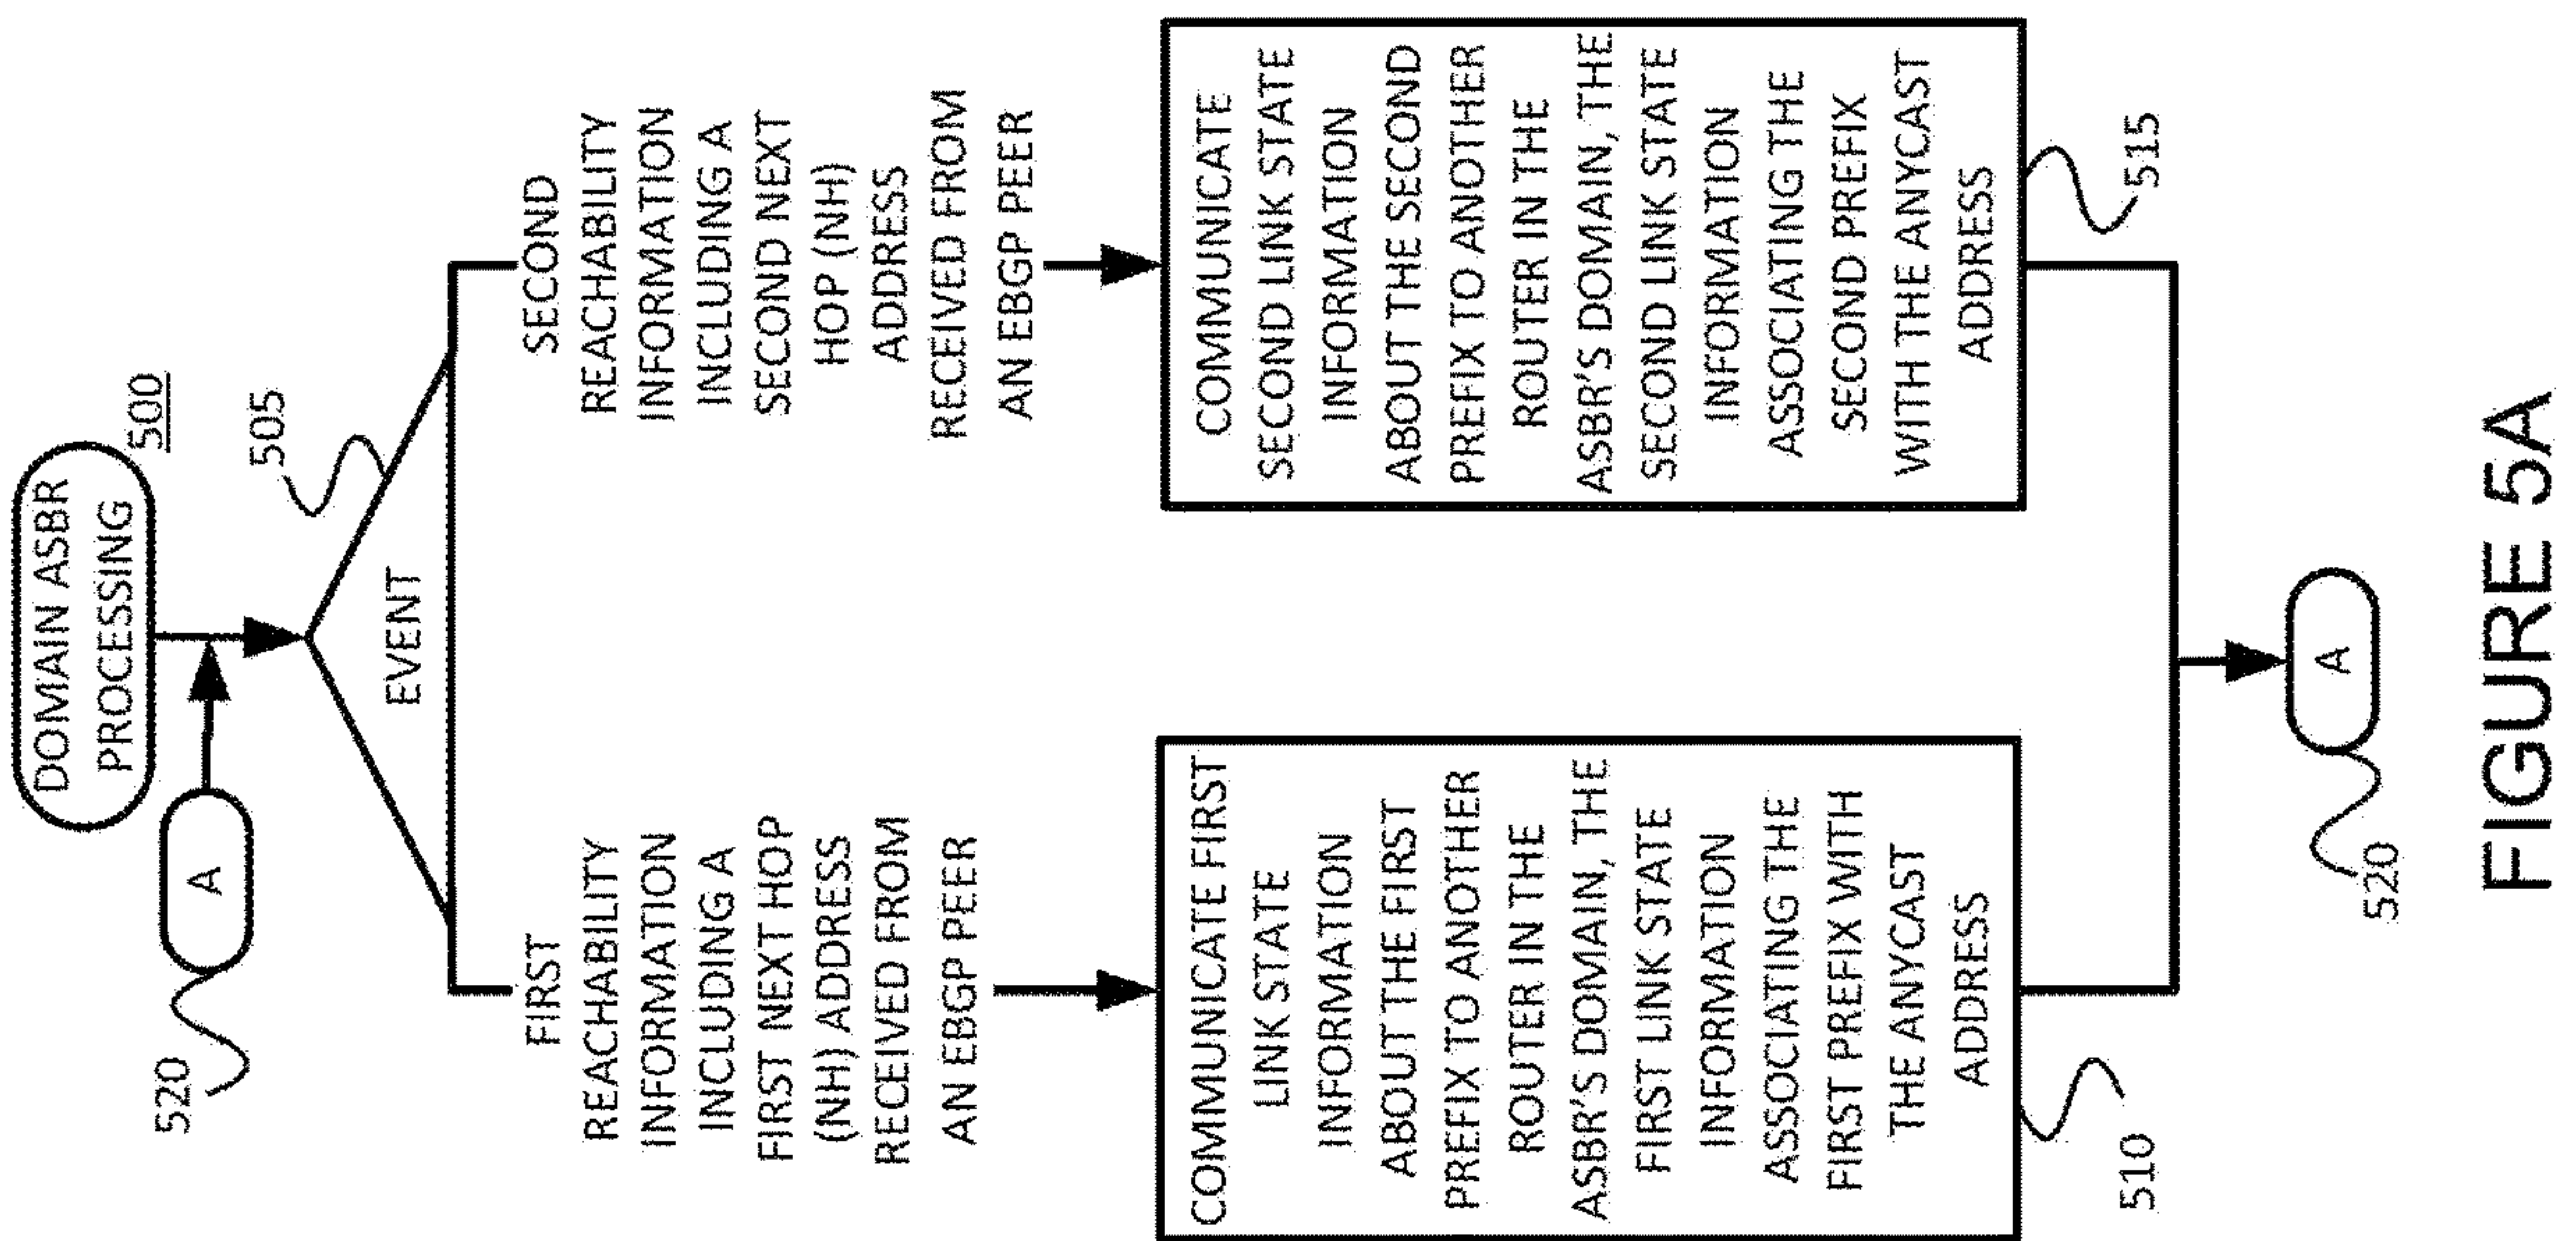 DOMAIN ASBR
PROCESSING
500
520
A
505
EVENT
FIRST
REACHABILITY
INFORMATION
INCLUDING A
FIRST NEXT HOP
(NH) ADDRESS
RECEIVED FROM
AN EBGP PEER
SECOND
REACHABILITY
INFORMATION
INCLUDING A
SECOND NEXT
HOP (NH)
ADDRESS
RECEIVED FROM
AN EBGP PEER
COMMUNICATE FIRST
LINK STATE
INFORMATION
ABOUT THE FIRST
PREFIX TO ANOTHER
ROUTER IN THE
ASBR'S DOMAIN, THE
FIRST LINK STATE
INFORMATION
ASSOCIATING THE
FIRST PREFIX WITH
THE ANYCAST
ADDRESS
510
COMMUNICATE
SECOND LINK STATE
INFORMATION
ABOUT THE SECOND
PREFIX TO ANOTHER
ROUTER IN THE
ASBR'S DOMAIN, THE
SECOND LINK STATE
INFORMATION
ASSOCIATING THE
SECOND PREFIX
WITH THE ANYCAST
ADDRESS
515
A
520
FIGURE 5A